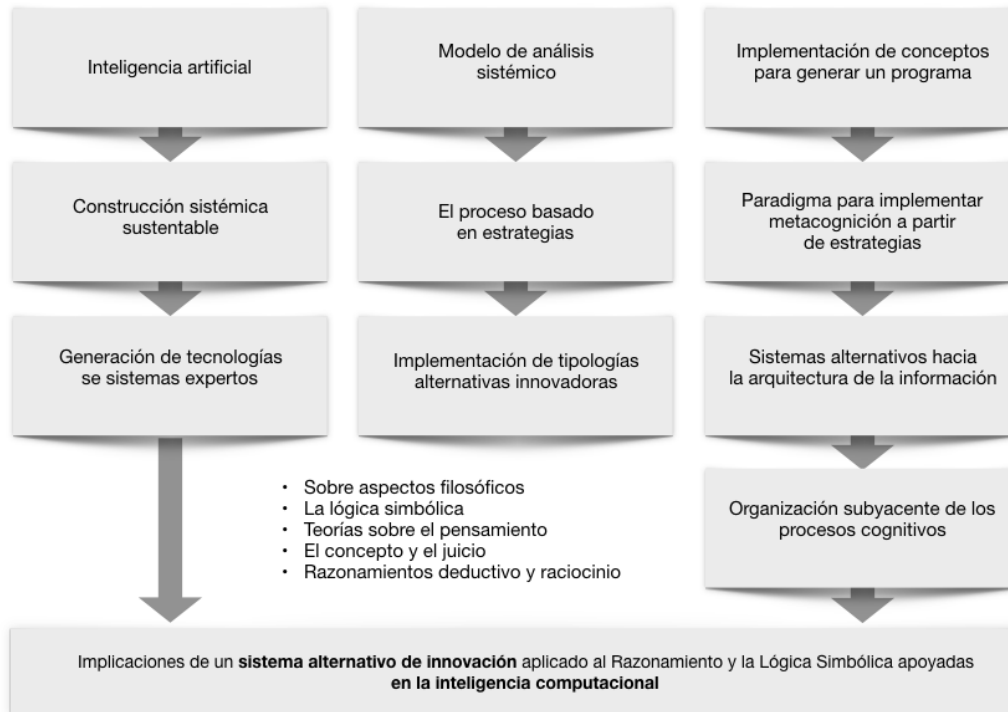 Inteligencia artificial
Modelo de análisis
sistémico
Implementación de conceptos
para generar un programa
Construcción sistémica
sustentable
El proceso basado
en estrategias
Paradigma para implementar
metacognición a partir
de estrategias
Generación de tecnologías
se sistemas expertos
Implementación de tipologías
alternativas innovadoras
Sistemas alternativos hacia
la arquitectura de la información
• Sobre aspectos filosóficos
• La lógica simbólica
• Teorías sobre el pensamiento
• El concepto y el juicio
• Razonamientos deductivo y raciocinio
Organización subyacente de los
procesos cognitivos
Implicaciones de un sistema alternativo de innovación aplicado al Razonamiento y la Lógica Simbólica apoyadas
en la inteligencia computacional